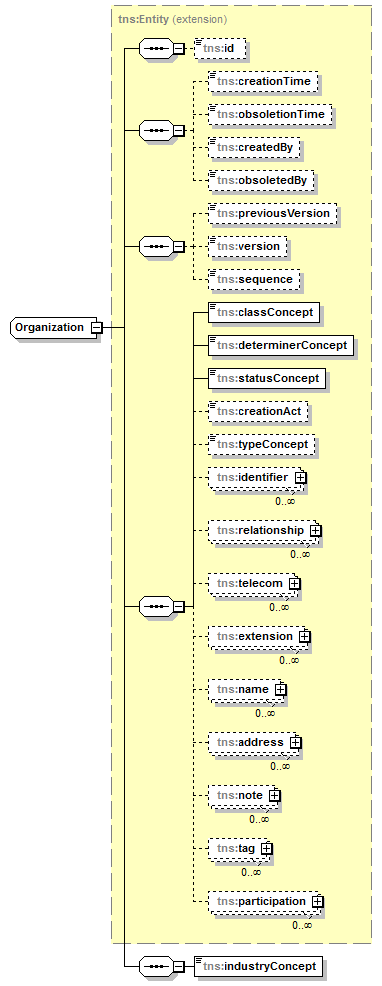 tns:Entity (extension)
tns:id
tns:creationTime
tns:obsoletionTime
tns:createdBy
tns:obsoletedBy
tns:previousVersion
tns:version
tns:sequence
Organization
tns:classConcept
tns:determinerConcept
tns:statusConcept
tns:creationAct
tns:typeConcept
tns:identifier
0..∞
tns:relationship
0..∞
tns:telecom
0..∞
tns:extension
0..∞
tns:name
0..∞
tns:address
0..∞
tns:note
0..∞
tns:tag
0..∞
tns:participation
0..∞
tns:industryConcept